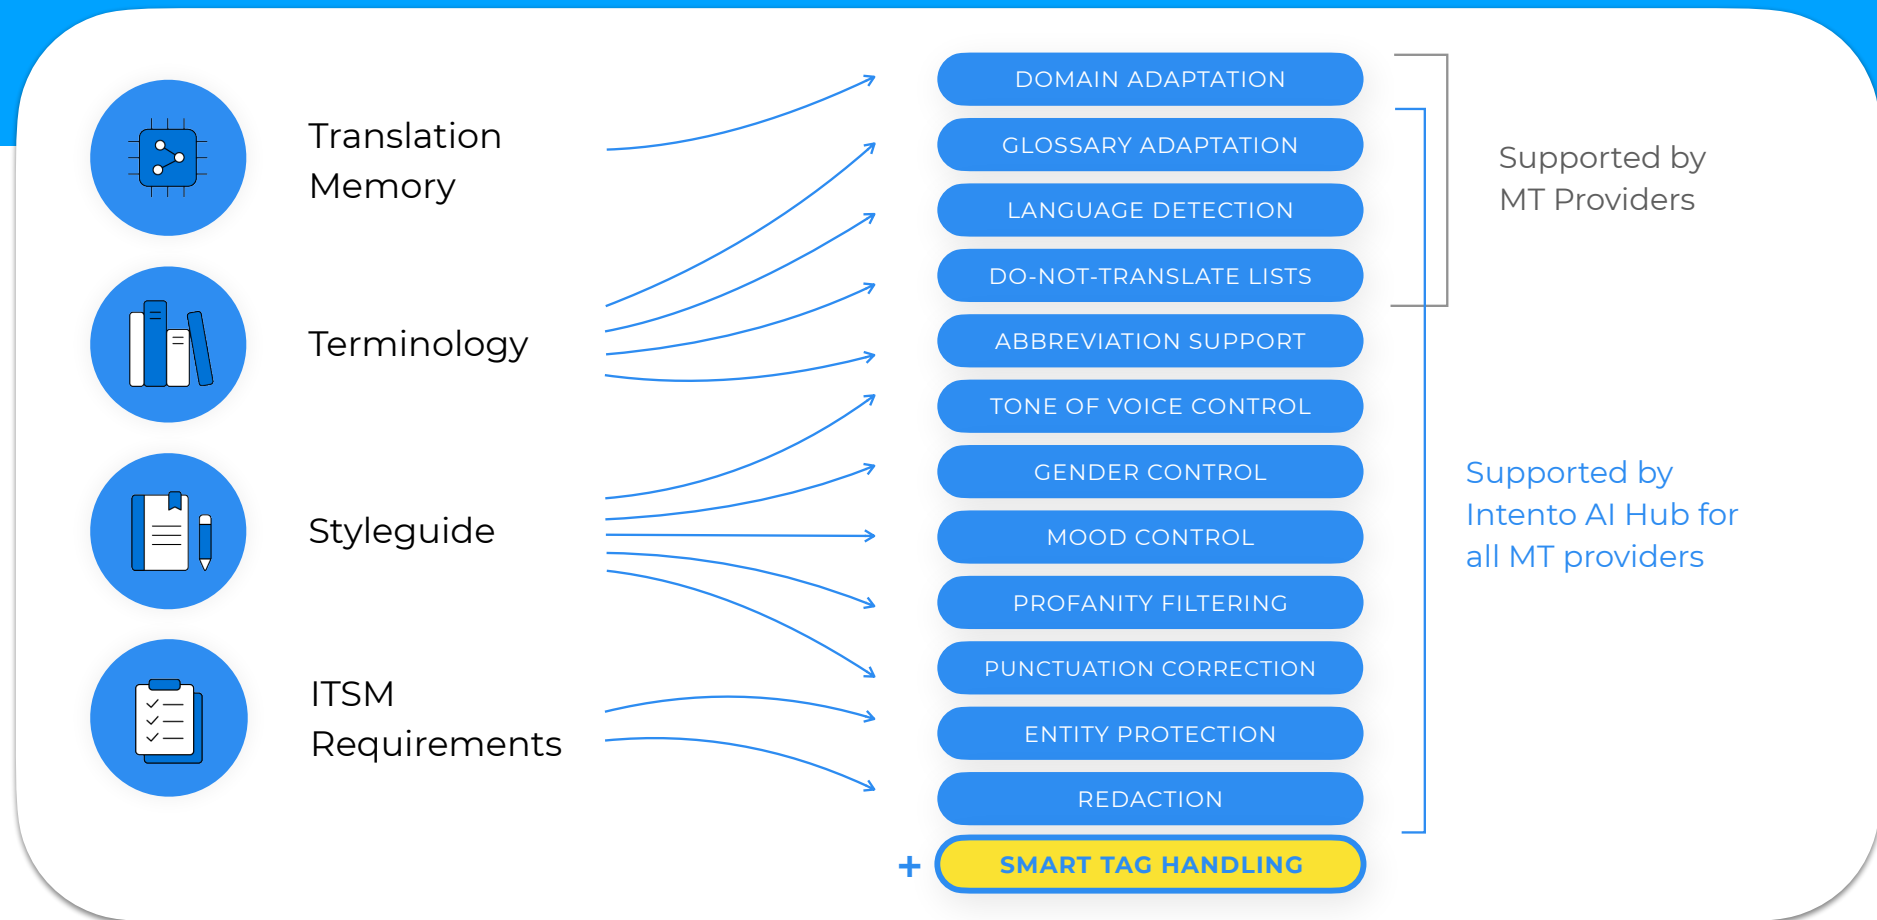 Translation
Memory
Terminology
Styleguide
ITSM
Requirements
DOMAIN ADAPTATION
GLOSSARY ADAPTATION
LANGUAGE DETECTION
DO-NOT-TRANSLATE LISTS
ABBREVIATION SUPPORT
TONE OF VOICE CONTROL
GENDER CONTROL
MOOD CONTROL
PROFANITY FILTERING
PUNCTUATION CORRECTION
ENTITY PROTECTION
REDACTION
+ SMART TAG HANDLING
Supported by
MT Providers
Supported by
Intento AI Hub for
all MT providers